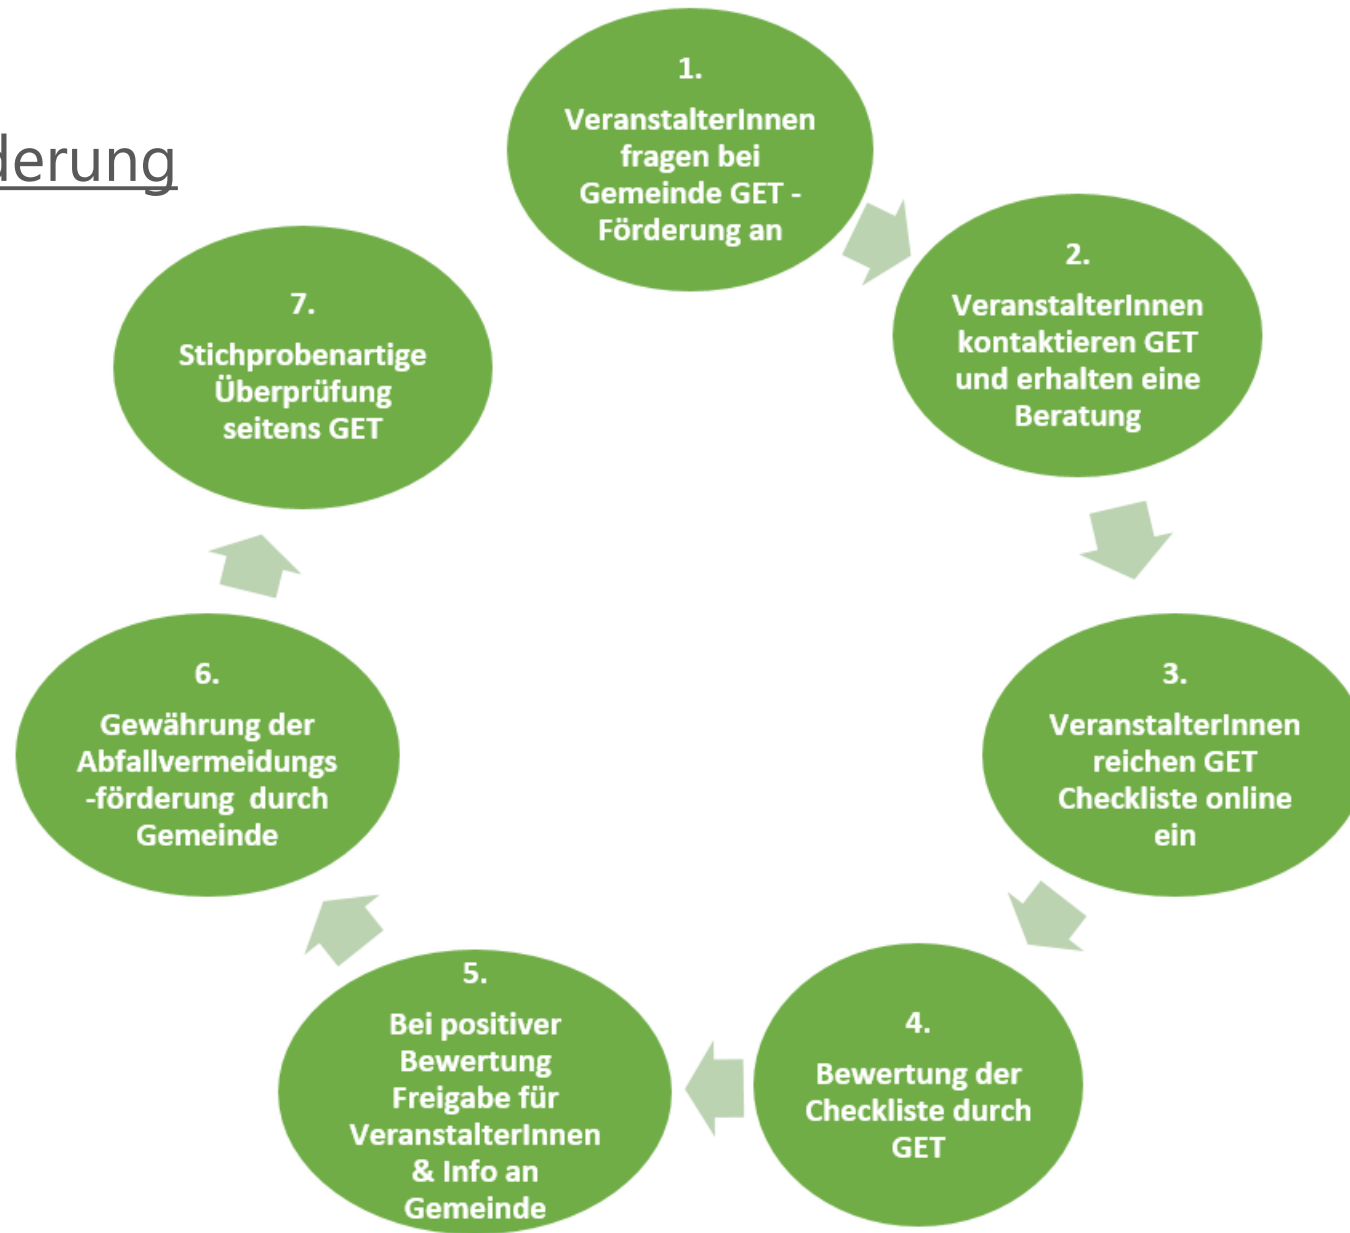 derung
1.
VeranstalterInnen
fragen bei
Gemeinde GET -
Förderung an
2.
VeranstalterInnen
kontaktieren GET
und erhalten eine
Beratung
3.
VeranstalterInnen
reichen GET
Checkliste online
ein
4.
Bewertung der
Checkliste durch
GET
5.
Bei positiver
Bewertung
Freigabe für
VeranstalterInnen
& Info an
Gemeinde
6.
Gewährung der
Abfallvermeidungs
-förderung  durch
Gemeinde
7.
Stichprobenartige
Überprüfung
seitens GET